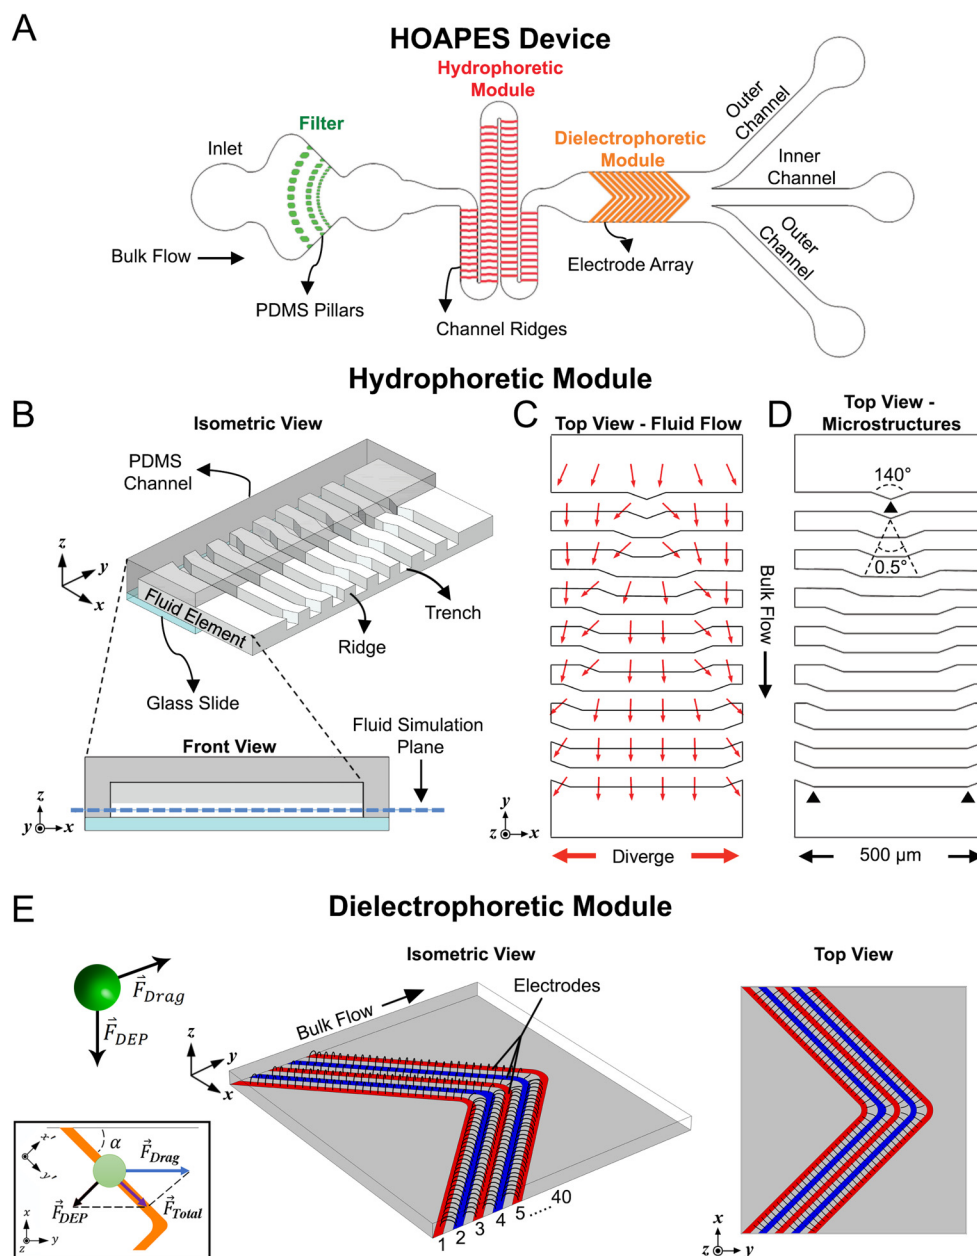 A
HOAPES Device
Hydrophoretic
Module
Filter
Inlet
Dielectrophoretic
Module
Outer
Channel
Inner
Channel
Outer
Channel
Bulk Flow
PDMS Pillars
Electrode Array
Channel Ridges
Hydrophoretic Module
B
Isometric View
PDMS
Channel
z
y
x
Fluid Element
Trench
Ridge
Glass Slide
Front View
Fluid Simulation
Plane
z
y
x
C
Top View - Fluid Flow
Bulk Flow
y
z
x
Diverge
D
Top View -
Microstructures
140°
0.5°
500 µm
Dielectrophoretic Module
E
F⃗Drag
F⃗DEP
Isometric View
Electrodes
Bulk Flow
z
y
x
1 2 3 4 5 ..... 40
Top View
x
z
y
x'
y'
α
F⃗Drag
F⃗DEP
F⃗Total
x
z
y